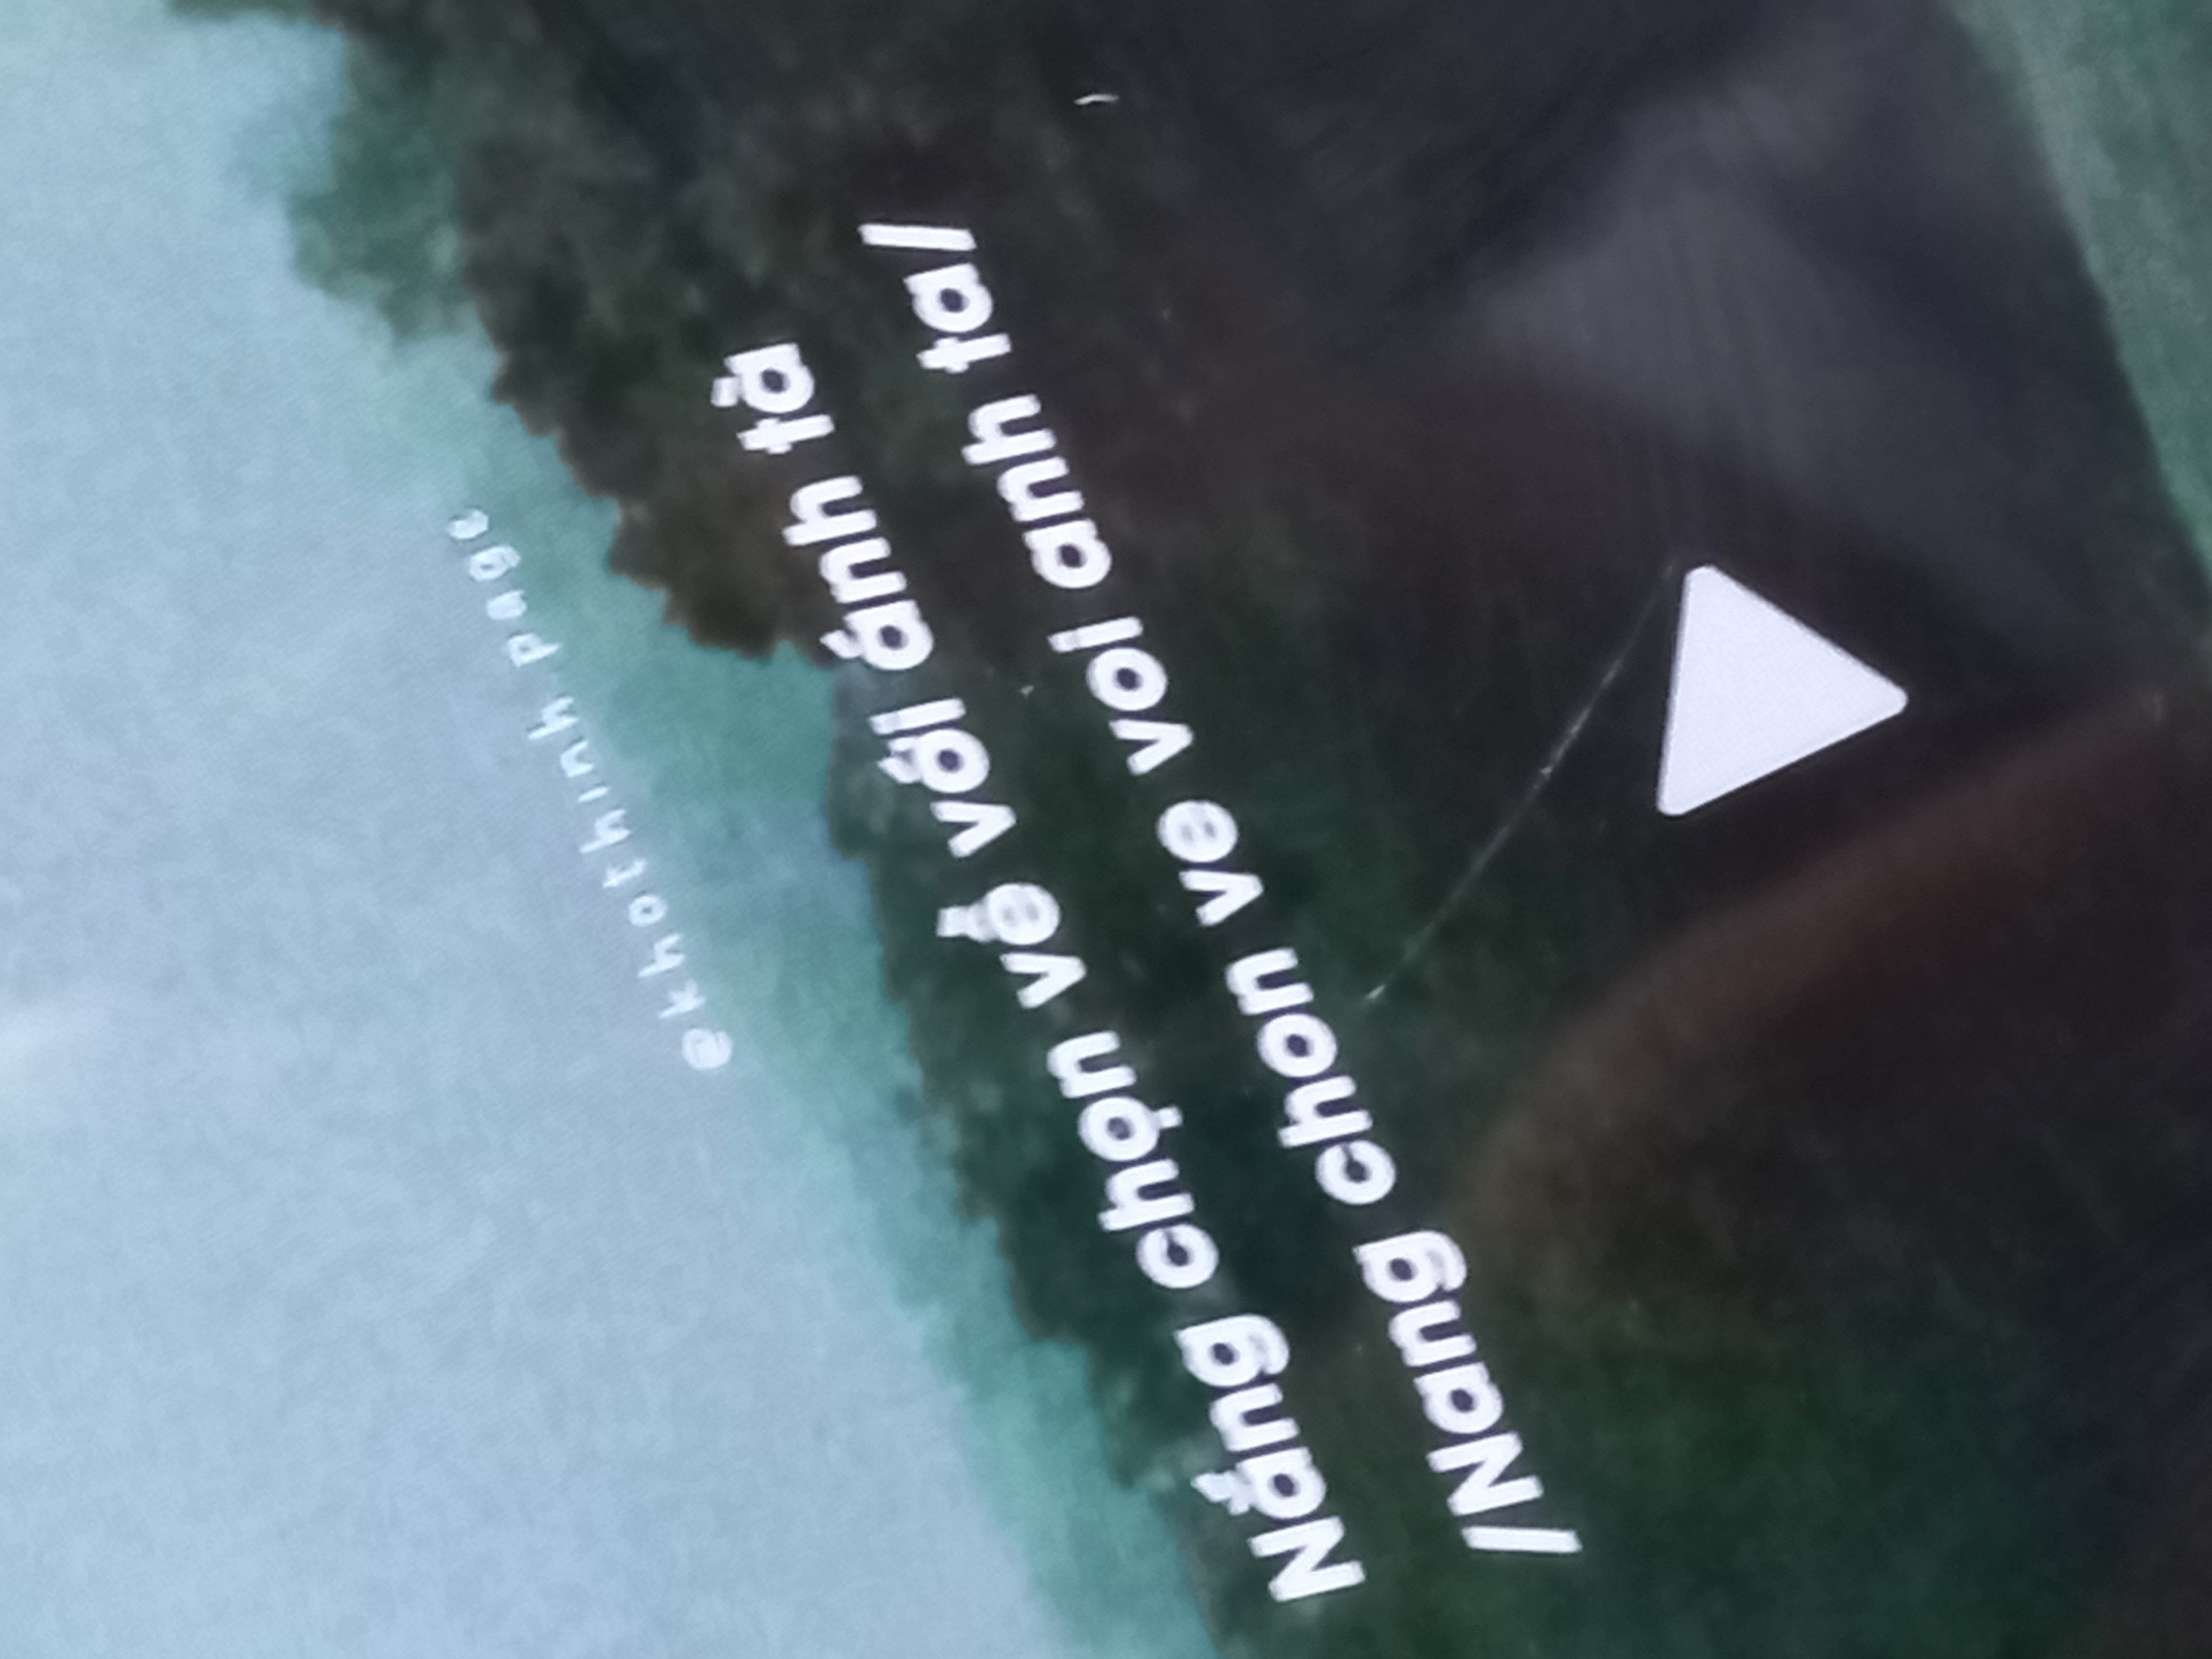 @khothinh.page
Nắng chọn về với ánh tà
/Nang chon ve voi anh ta/